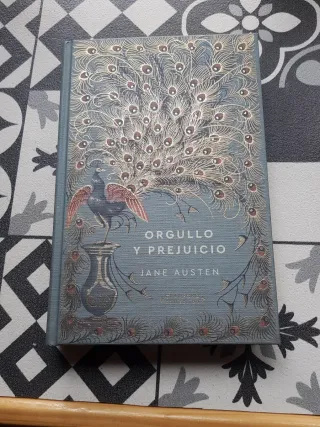 ORGULLO
Y PREJUICIO
JANE AUSTEN